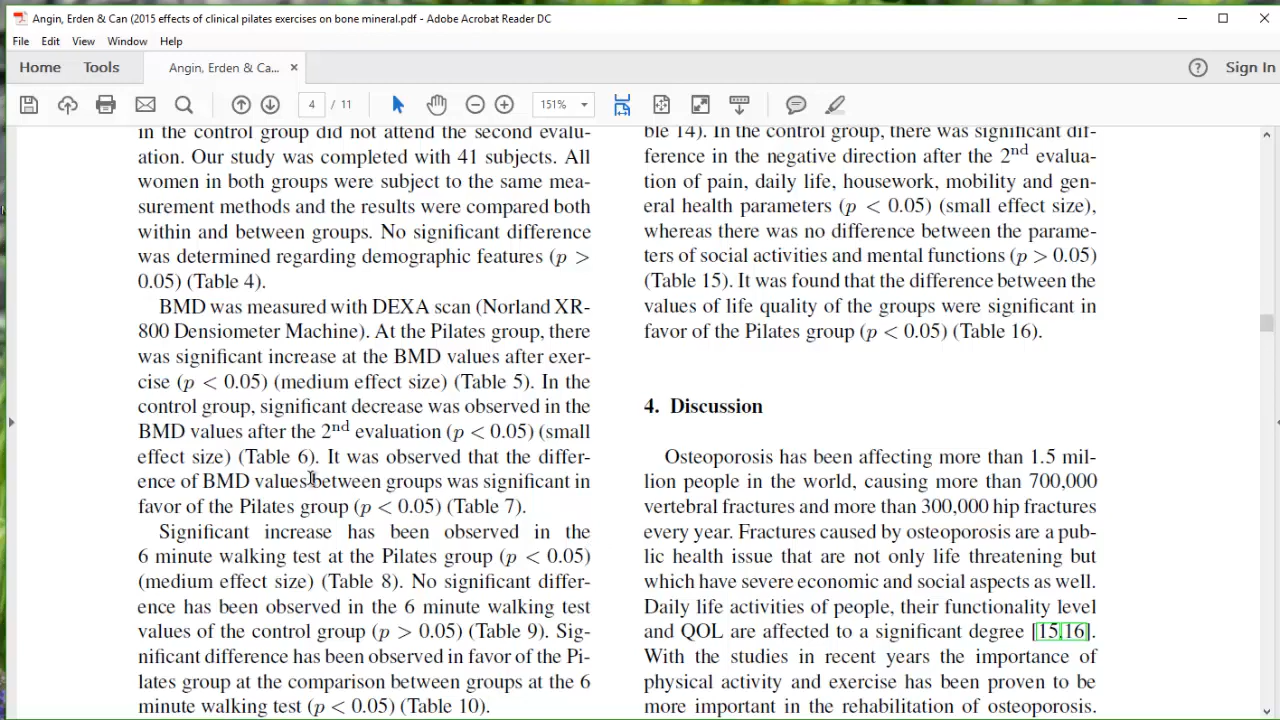 Angin, Erden & Can (2015 effects of clinical pilates exercises on bone mineral.pdf - Adobe Acrobat Reader DC
File Edit View Window Help
Home Tools Angin, Erden & Ca... × Sign In
4 / 11 151%
in the control group did not attend the second evalu-
ation. Our study was completed with 41 subjects. All
women in both groups were subject to the same mea-
surement methods and the results were compared both
within and between groups. No significant difference
was determined regarding demographic features (p >
0.05) (Table 4).
BMD was measured with DEXA scan (Norland XR-
800 Densiometer Machine). At the Pilates group, there
was significant increase at the BMD values after exer-
cise (p < 0.05) (medium effect size) (Table 5). In the
control group, significant decrease was observed in the
BMD values after the 2nd evaluation (p < 0.05) (small
effect size) (Table 6). It was observed that the differ-
ence of BMD values between groups was significant in
favor of the Pilates group (p < 0.05) (Table 7).
Significant increase has been observed in the
6 minute walking test at the Pilates group (p < 0.05)
(medium effect size) (Table 8). No significant differ-
ence has been observed in the 6 minute walking test
values of the control group (p > 0.05) (Table 9). Sig-
nificant difference has been observed in favor of the Pi-
lates group at the comparison between groups at the 6
minute walking test (p < 0.05) (Table 10).
ble 14). In the control group, there was significant dif-
ference in the negative direction after the 2nd evalua-
tion of pain, daily life, housework, mobility and gen-
eral health parameters (p < 0.05) (small effect size),
whereas there was no difference between the parame-
ters of social activities and mental functions (p > 0.05)
(Table 15). It was found that the difference between the
values of life quality of the groups were significant in
favor of the Pilates group (p < 0.05) (Table 16).
4. Discussion
Osteoporosis has been affecting more than 1.5 mil-
lion people in the world, causing more than 700,000
vertebral fractures and more than 300,000 hip fractures
every year. Fractures caused by osteoporosis are a pub-
lic health issue that are not only life threatening but
which have severe economic and social aspects as well.
Daily life activities of people, their functionality level
and QOL are affected to a significant degree [15,16].
With the studies in recent years the importance of
physical activity and exercise has been proven to be
more important in the rehabilitation of osteoporosis.